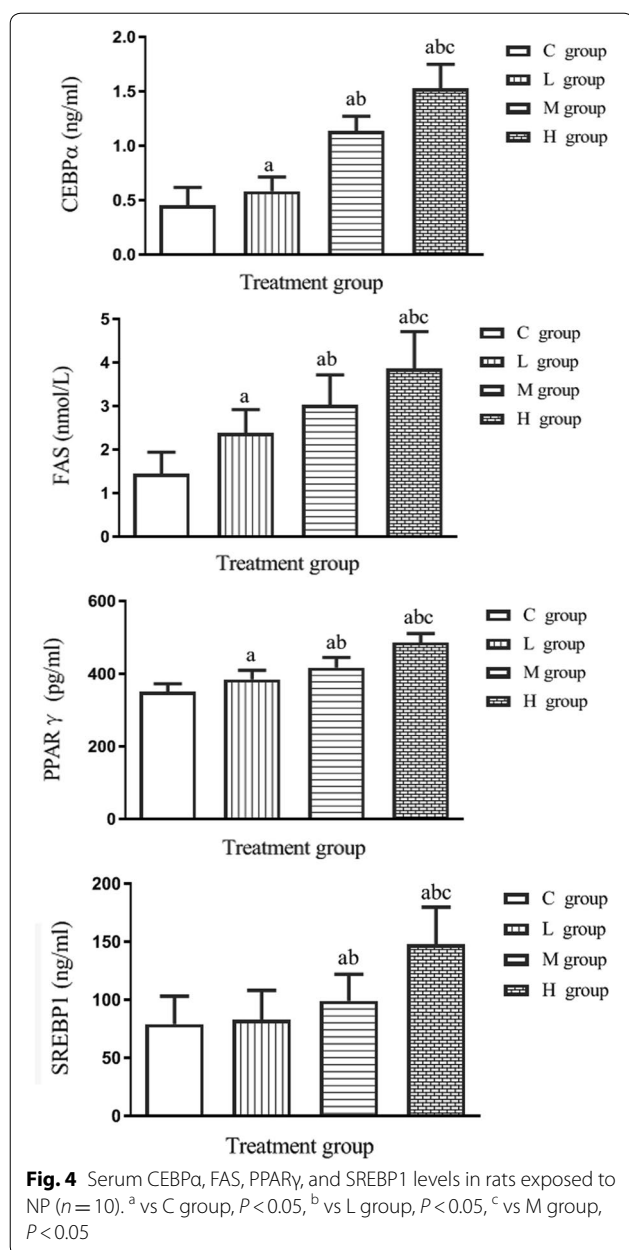 CEBPα (ng/ml)
2.0
1.5
1.0
0.5
0.0
a
ab
abc
Treatment group
C group
L group
M group
H group
FAS (nmol/L)
5
4
3
2
1
0
a
ab
abc
Treatment group
C group
L group
M group
H group
PPAR γ (pg/ml)
600
400
200
0
a
ab
abc
Treatment group
C group
L group
M group
H group
SREBP1 (ng/ml)
200
150
100
50
0
ab
abc
Treatment group
C group
L group
M group
H group
Fig. 4 Serum CEBPα, FAS, PPARγ, and SREBP1 levels in rats exposed to
NP (n = 10). ᵃ vs C group, P < 0.05, ᵇ vs L group, P < 0.05, ᶜ vs M group,
P < 0.05